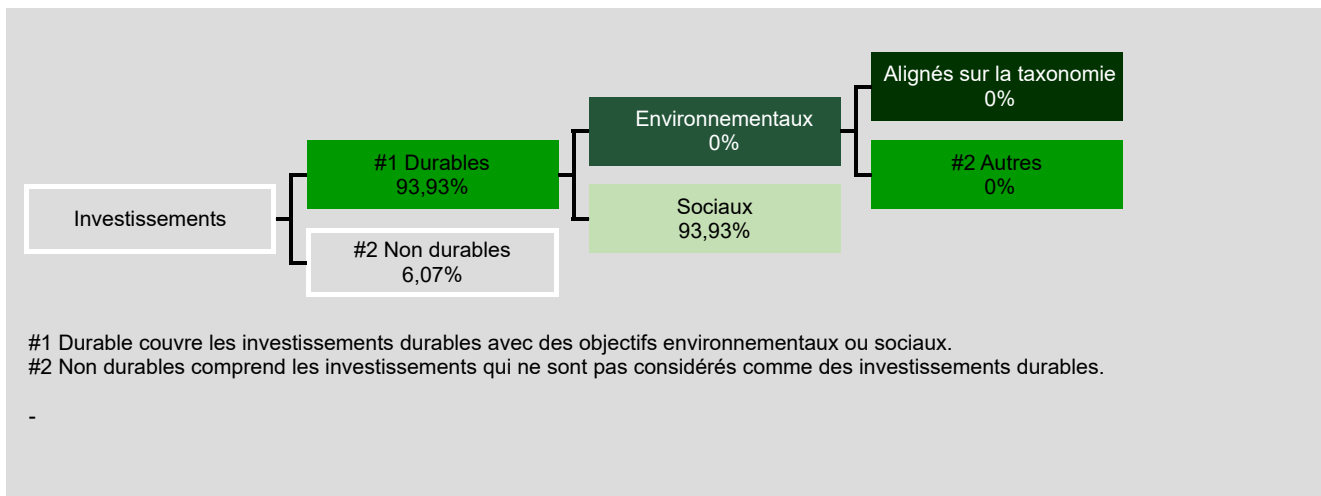 Investissements
#1 Durables
93,93%
#2 Non durables
6,07%
Environnementaux
0%
Sociaux
93,93%
Alignés sur la taxonomie
0%
#2 Autres
0%
#1 Durable couvre les investissements durables avec des objectifs environnementaux ou sociaux.
#2 Non durables comprend les investissements qui ne sont pas considérés comme des investissements durables.
-